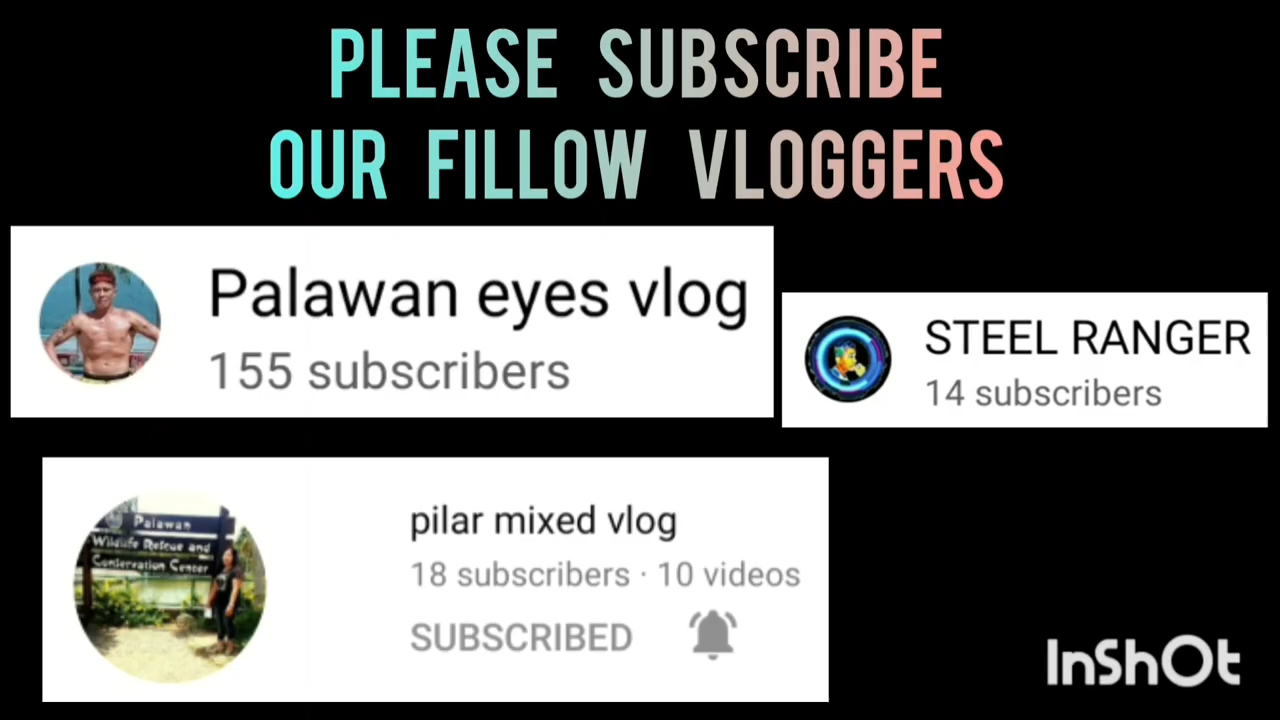 PLEASE SUBSCRIBE
OUR FILLOW VLOGGERS
Palawan eyes vlog
155 subscribers
STEEL RANGER
14 subscribers
Palawan
Wildlife Rescue and
Conservation Center
pilar mixed vlog
18 subscribers · 10 videos
SUBSCRIBED
InShOt